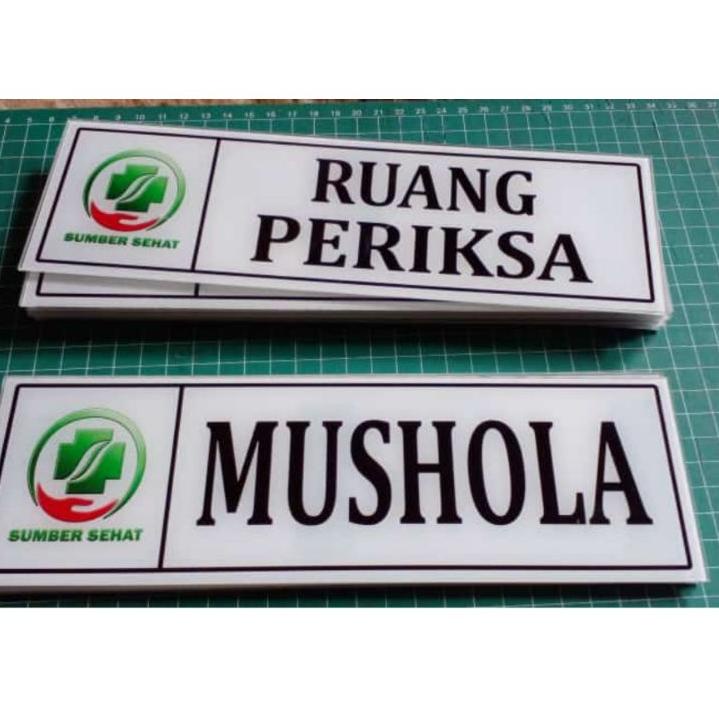 RUANG
PERIKSA
SUMBER SEHAT
MUSHOLA
SUMBER SEHAT